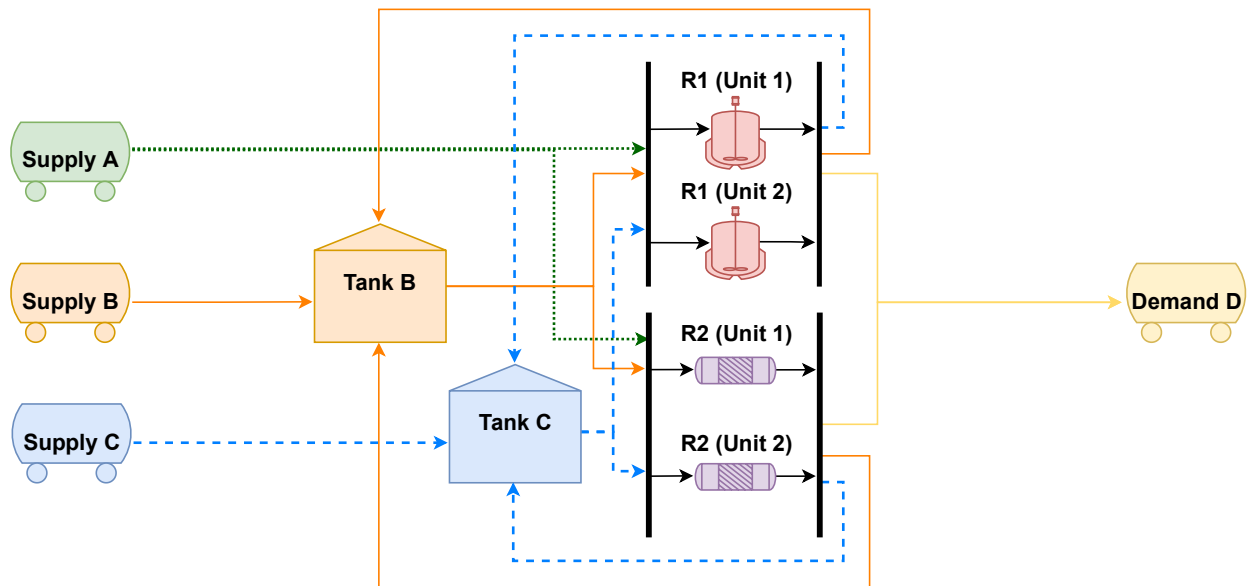 R1 (Unit 1)
Supply A
R1 (Unit 2)
Tank B
Supply B
Demand D
R2 (Unit 1)
Tank C
Supply C
R2 (Unit 2)